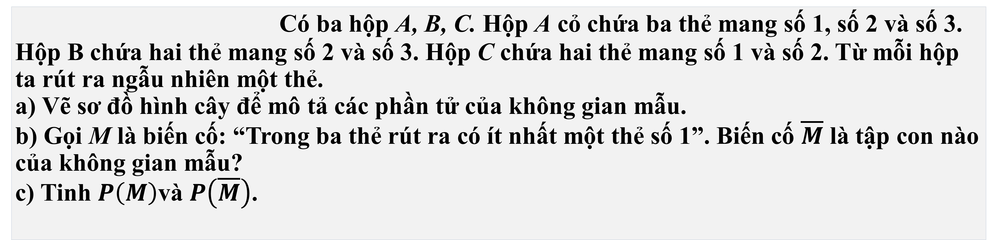 Có ba hộp A, B, C. Hộp A cỏ chứa ba thẻ mang số 1, số 2 và số 3.
Hộp B chứa hai thẻ mang số 2 và số 3. Hộp C chứa hai thẻ mang số 1 và số 2. Từ mỗi hộp
ta rút ra ngẫu nhiên một thẻ.
a) Vẽ sơ đồ hình cây để mô tả các phần tử của không gian mẫu.
b) Gọi M là biến cố: “Trong ba thẻ rút ra có ít nhất một thẻ số 1”. Biến cố M̅ là tập con nào
của không gian mẫu?
c) Tinh P(M)và P(M̅).